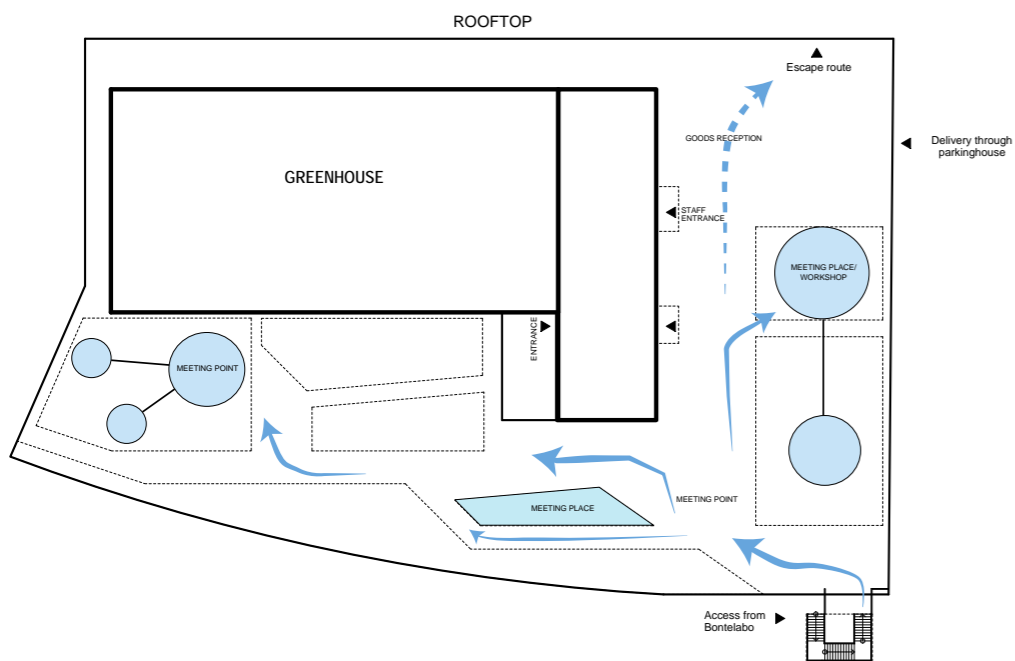 ROOFTOP
Escape route
GOODS RECEPTION
Delivery through
parkinghouse
GREENHOUSE
STAFF
ENTRANCE
MEETING PLACE/
WORKSHOP
ENTRANCE
MEETING POINT
MEETING POINT
MEETING PLACE
Access from
Bontelabo